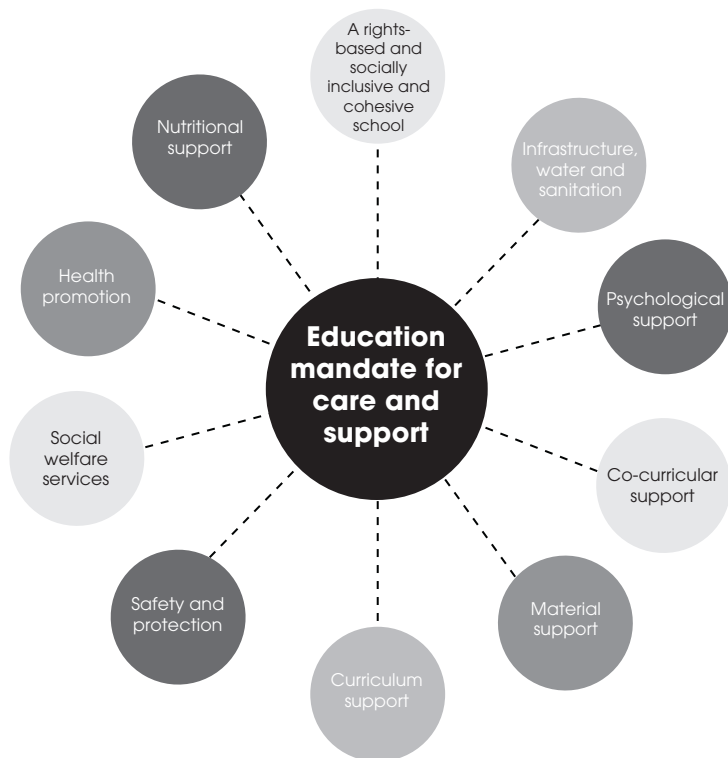 A rights-
based and
socially
inclusive and
cohesive
school
Infrastructure,
water and
sanitation
Psychological
support
Co-curricular
support
Material
support
Curriculum
support
Safety and
protection
Social
welfare
services
Health
promotion
Nutritional
support
Education
mandate for
care and
support